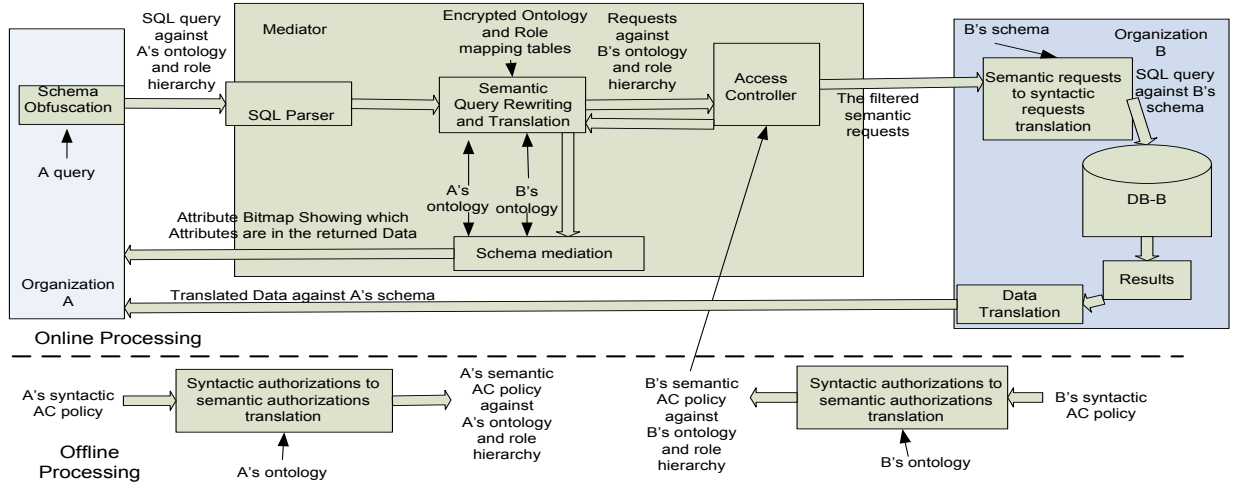 SQL query
against
A's ontology
and role
hierarchy
Mediator
Encrypted Ontology
and Role
mapping tables
Requests
against
B's ontology
and role
hierarchy
B's schema
Organization
B
Schema
Obfuscation
SQL Parser
Semantic
Query Rewriting
and Translation
Access
Controller
The filtered
semantic
requests
Semantic requests
to syntactic
requests
translation
SQL query
against B's
schema
A query
A's
ontology
B's
ontology
DB-B
Attribute Bitmap Showing which
Attributes are in the returned Data
Schema mediation
Results
Organization
A
Translated Data against A's schema
Data
Translation
Online Processing
A's syntactic
AC policy
Syntactic authorizations to
semantic authorizations
translation
A's semantic
AC policy
against
A's ontology
and role
hierarchy
B's semantic
AC policy
against
B's ontology
and role
hierarchy
Syntactic authorizations to
semantic authorizations
translation
B's syntactic
AC policy
Offline
Processing
A's ontology
B's ontology